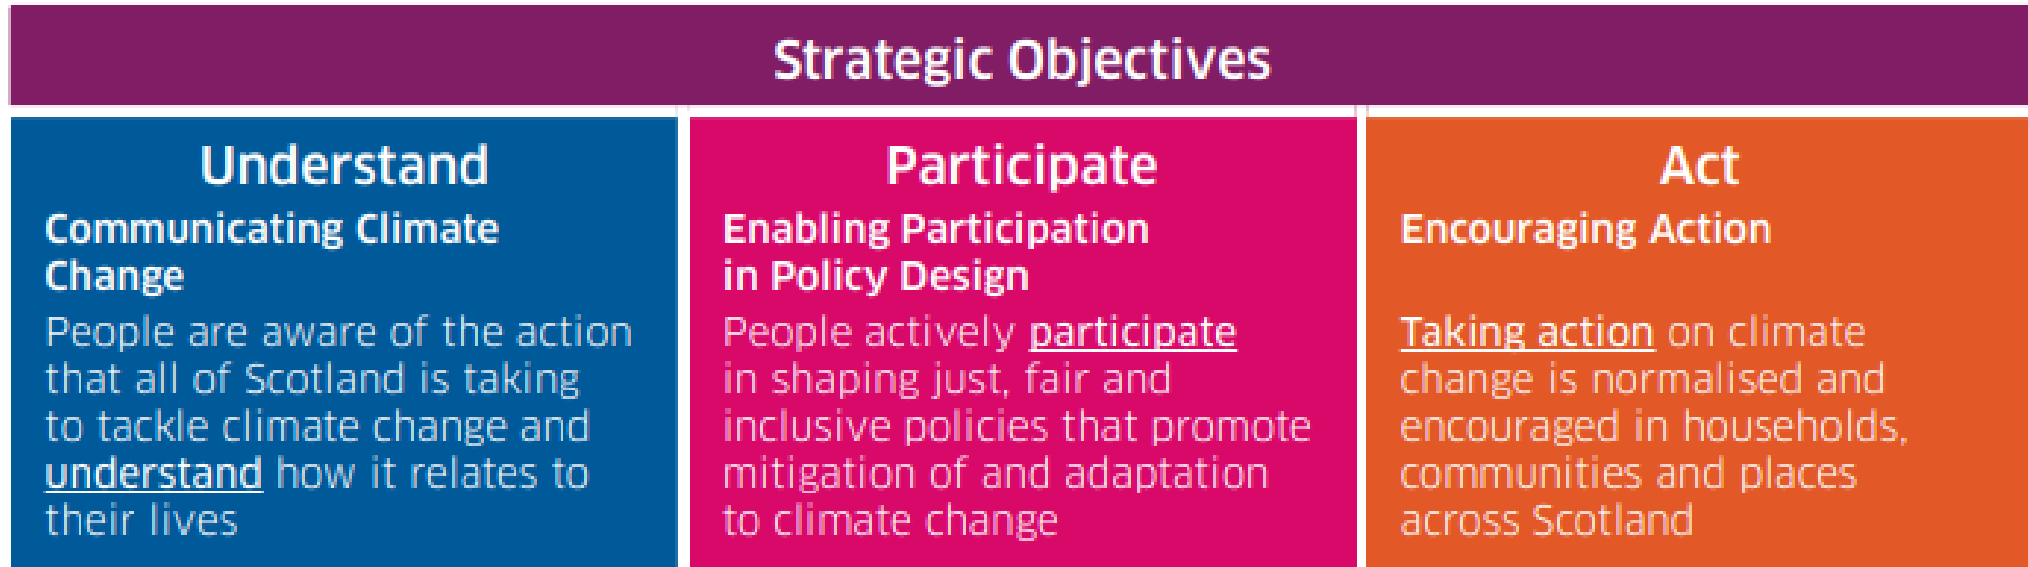 Strategic Objectives
Understand
Communicating Climate
Change
People are aware of the action
that all of Scotland is taking
to tackle climate change and
understand how it relates to
their lives
Participate
Enabling Participation
in Policy Design
People actively participate
in shaping just, fair and
inclusive policies that promote
mitigation of and adaptation
to climate change
Act
Encouraging Action
Taking action on climate
change is normalised and
encouraged in households,
communities and places
across Scotland